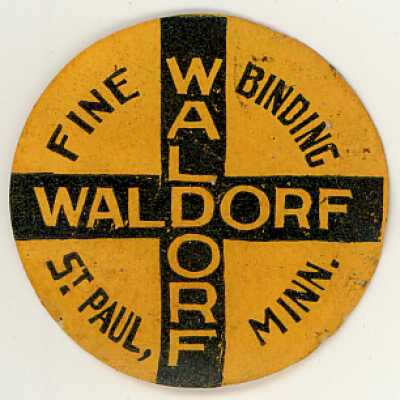 FINE BINDING
WALDORF
WALDORF
ST. PAUL, MINN.